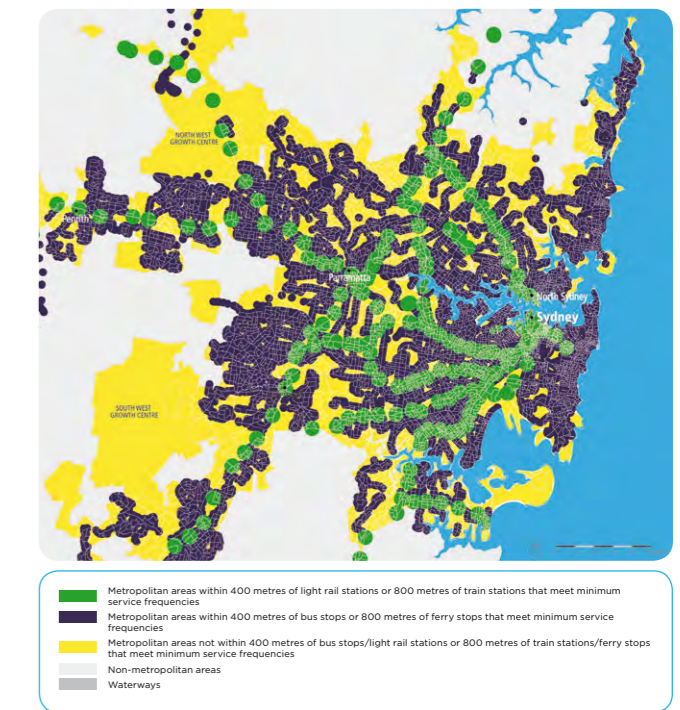 NORTH WEST
GROWTH CENTRE
Penrith
Parramatta
North Sydney
Sydney
SOUTH WEST
GROWTH CENTRE
Metropolitan areas within 400 metres of light rail stations or 800 metres of train stations that meet minimum
service frequencies
Metropolitan areas within 400 metres of bus stops or 800 metres of ferry stops that meet minimum service
frequencies
Metropolitan areas not within 400 metres of bus stops/light rail stations or 800 metres of train stations/ferry stops
that meet minimum service frequencies
Non-metropolitan areas
Waterways